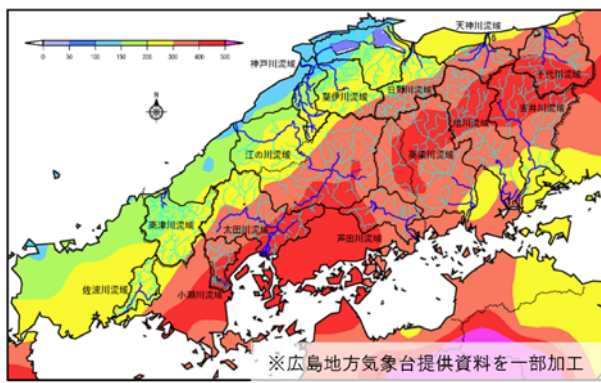 天神川流域
0 50 100 150 200 250 300 400 500
神戸川流域
千代川流域
日野川流域
斐伊川流域
吉井川流域
N
旭川流域
江の川流域
高梁川流域
高津川流域
太田川流域
芦田川流域
佐波川流域
小瀬川流域
※広島地方気象台提供資料を一部加工